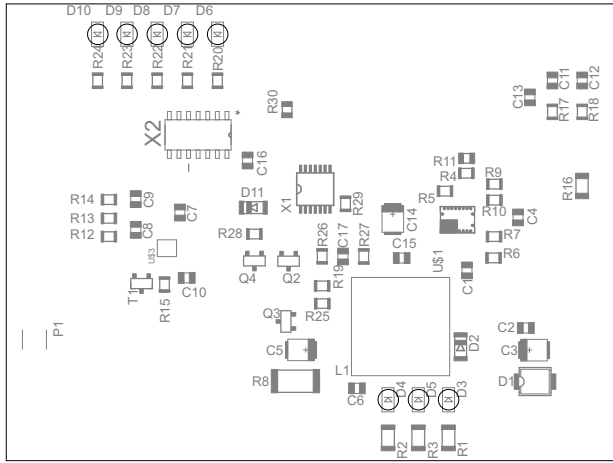 D10 D9 D8 D7 D6
R24 R23 R22 R21 R20
X2
*
R30
C16
C13
C11
C12
R17
R18
R11
R4
R5
R9
R10
R16
D11
X1
R29
C14
C4
R14
R13
R12
C9
C8
C7
R28
R26
C17
R27
C15
U$1
R7
R6
U$3
T1
R15
C10
Q4
Q2
R19
R25
C1
P1
Q3
C5
L1
D2
C2
C3
R8
C6
D4
D5
D3
D1
R2
R3
R1